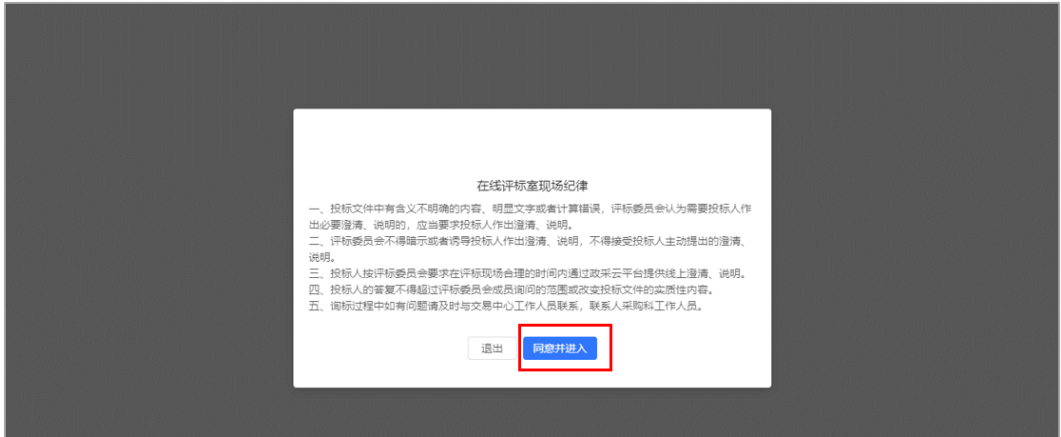 在线评标室现场纪律
一、投标文件中有含义不明确的内容、明显文字或者计算错误，评标委员会认为需要投标人作
出必要澄清、说明的，应当要求投标人作出澄清、说明。
二、评标委员会不得暗示或者诱导投标人作出澄清、说明，不得接受投标人主动提出的澄清、
说明。
三、投标人按评标委员会要求在评标现场合理的时间内通过政采云平台提供线上澄清、说明。
四、投标人的答复不得超过评标委员会成员询问的范围或改变投标文件的实质性内容。
五、询标过程中如有问题请及时与交易中心工作人员联系，联系人采购科工作人员。
退出 同意并进入